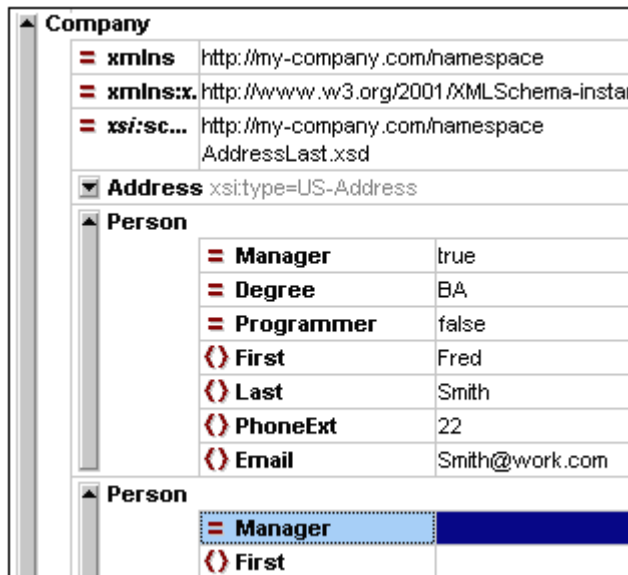 Company
= xmlns http://my-company.com/namespace
= xmlns:x. http://www.w3.org/2001/XMLSchema-instan
= xsi:sc... http://my-company.com/namespace
AddressLast.xsd
Address xsi:type=US-Address
Person
= Manager true
= Degree BA
= Programmer false
() First Fred
() Last Smith
() PhoneExt 22
() Email Smith@work.com
Person
= Manager
() First